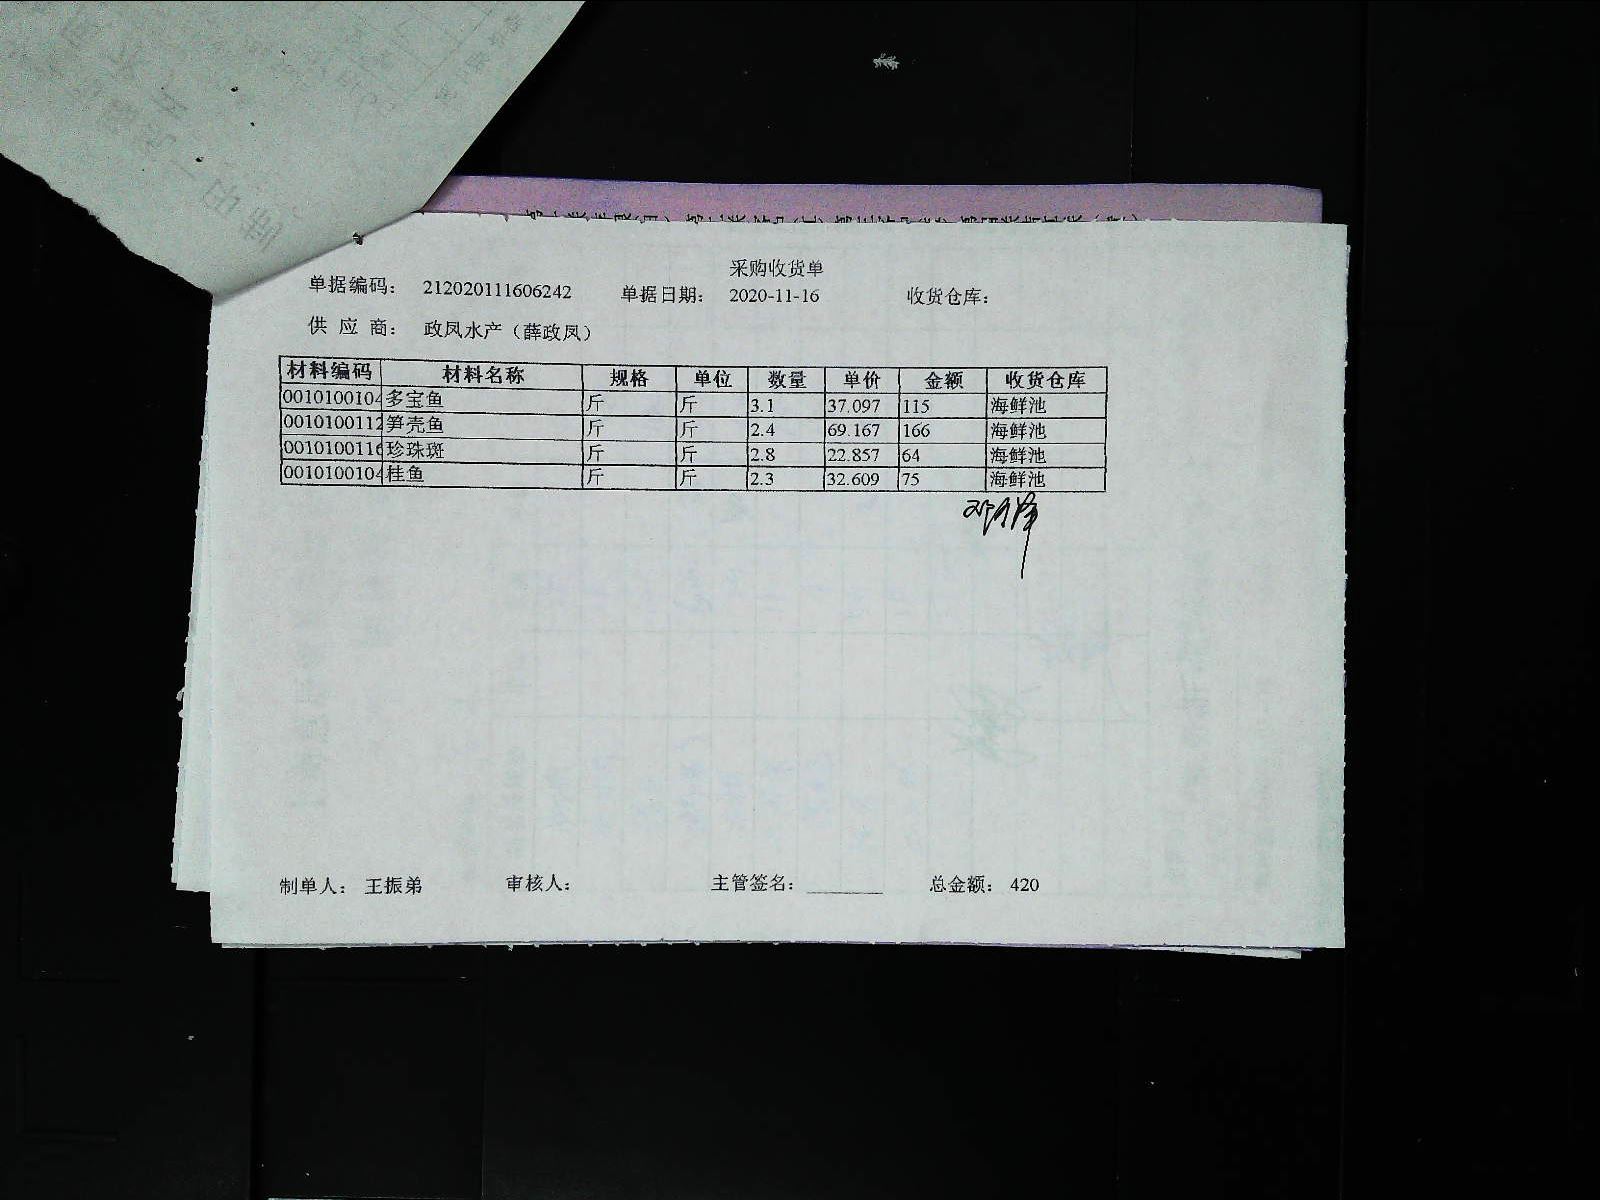 采购收货单
单据编码： 212020111606242 单据日期： 2020-11-16 收货仓库：
供 应 商： 政凤水产（薛政凤）
材料编码 材料名称 规格 单位 数量 单价 金额 收货仓库
0010100104 多宝鱼 斤 斤 3.1 37.097 115 海鲜池
0010100112 笋壳鱼 斤 斤 2.4 69.167 166 海鲜池
0010100116 珍珠斑 斤 斤 2.8 22.857 64 海鲜池
0010100104 桂鱼 斤 斤 2.3 32.609 75 海鲜池
制单人： 王振弟 审核人： 主管签名： 总金额： 420